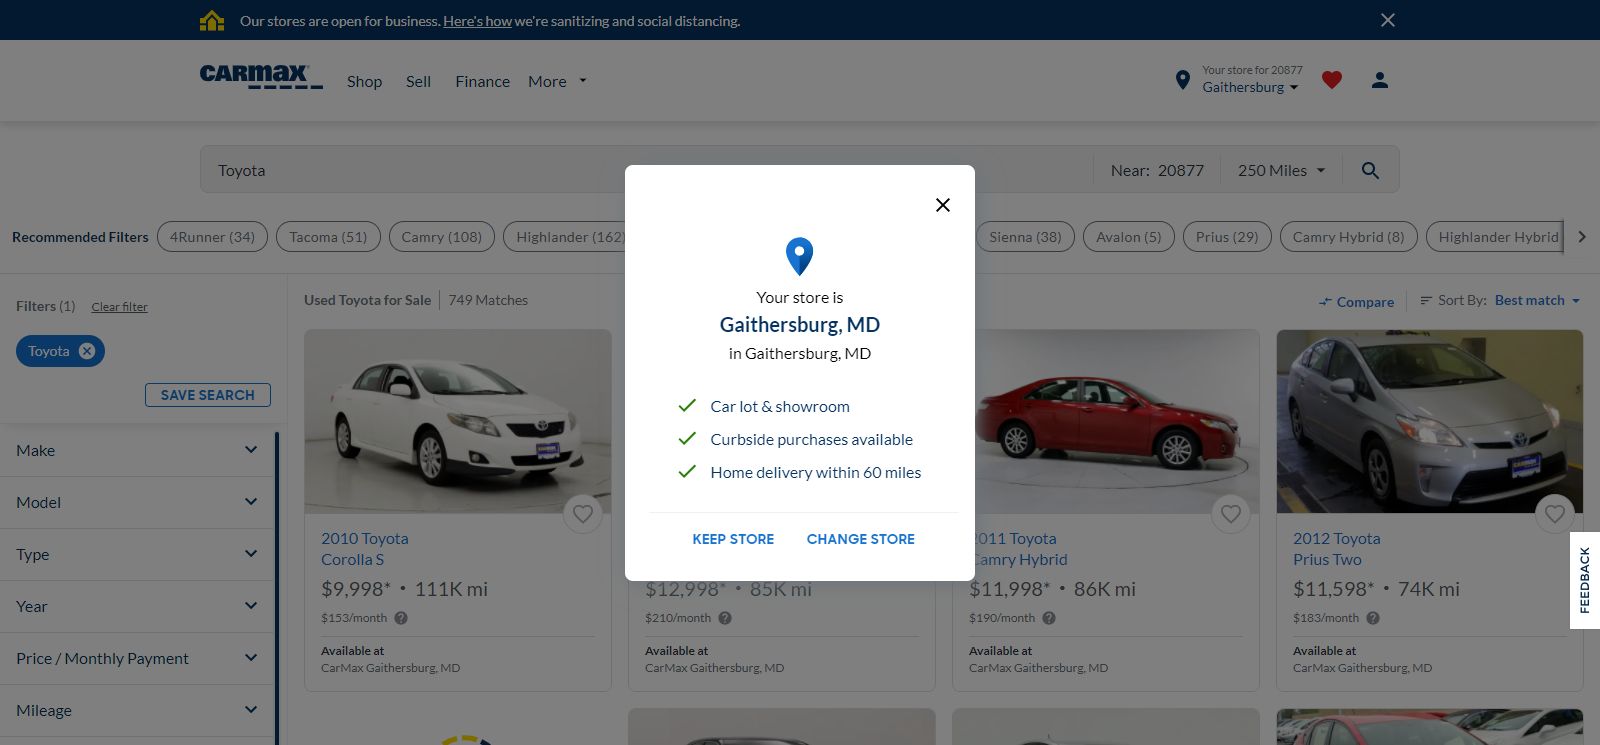 Our stores are open for business. Here's how we're sanitizing and social distancing.
CARMAX
Shop Sell Finance More
Your store for 20877
Gaithersburg
Toyota
Near: 20877 250 Miles
Recommended Filters 4Runner (34) Tacoma (51) Camry (108) Highlander (162) Sienna (38) Avalon (5) Prius (29) Camry Hybrid (8) Highlander Hybrid
Filters (1) Clear filter
Toyota
SAVE SEARCH
Make
Model
Type
Year
Price / Monthly Payment
Mileage
Used Toyota for Sale 749 Matches
Compare Sort By: Best match
2010 Toyota
Corolla S
$9,998* • 111K mi
$153/month
Available at
CarMax Gaithersburg, MD
$12,998* • 85K mi
$210/month
Available at
CarMax Gaithersburg, MD
2011 Toyota
Camry Hybrid
$11,998* • 86K mi
$190/month
Available at
CarMax Gaithersburg, MD
2012 Toyota
Prius Two
$11,598* • 74K mi
$183/month
Available at
CarMax Gaithersburg, MD
Your store is
Gaithersburg, MD
in Gaithersburg, MD
Car lot & showroom
Curbside purchases available
Home delivery within 60 miles
KEEP STORE CHANGE STORE
FEEDBACK